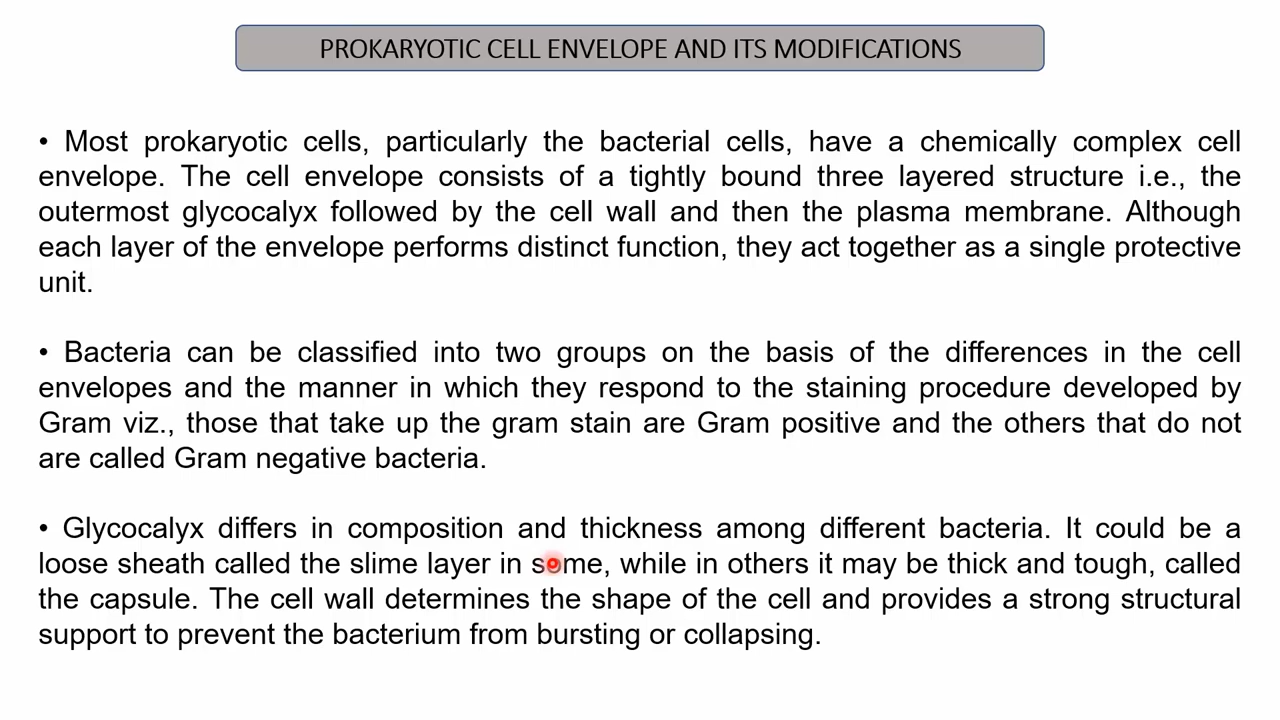 PROKARYOTIC CELL ENVELOPE AND ITS MODIFICATIONS
• Most prokaryotic cells, particularly the bacterial cells, have a chemically complex cell
envelope. The cell envelope consists of a tightly bound three layered structure i.e., the
outermost glycocalyx followed by the cell wall and then the plasma membrane. Although
each layer of the envelope performs distinct function, they act together as a single protective
unit.
• Bacteria can be classified into two groups on the basis of the differences in the cell
envelopes and the manner in which they respond to the staining procedure developed by
Gram viz., those that take up the gram stain are Gram positive and the others that do not
are called Gram negative bacteria.
• Glycocalyx differs in composition and thickness among different bacteria. It could be a
loose sheath called the slime layer in some, while in others it may be thick and tough, called
the capsule. The cell wall determines the shape of the cell and provides a strong structural
support to prevent the bacterium from bursting or collapsing.